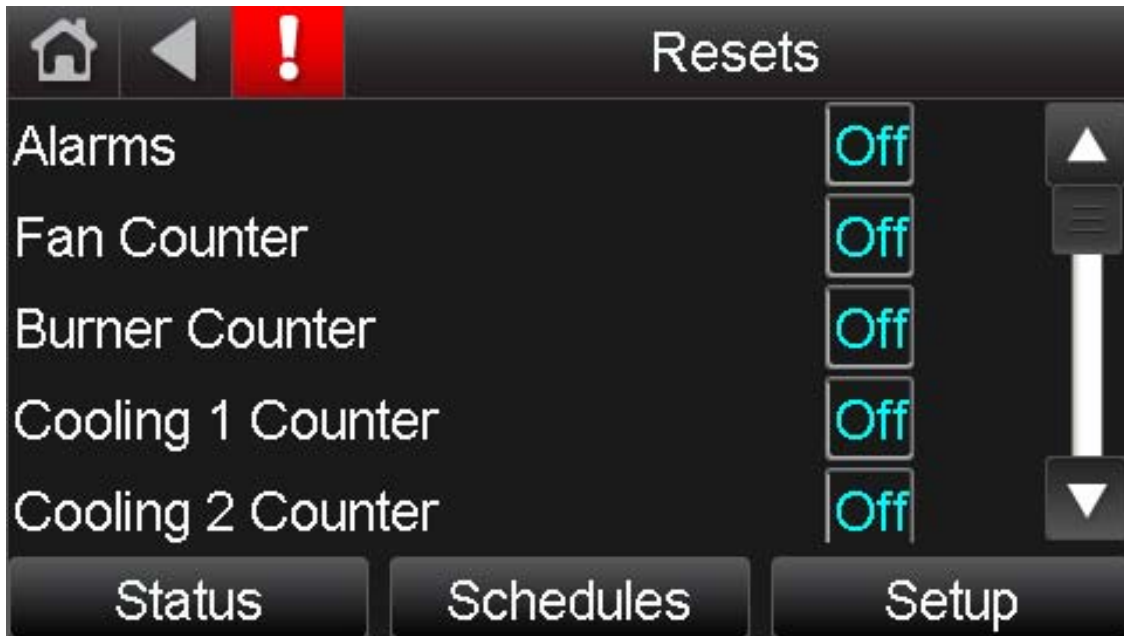 Resets
Alarms Off
Fan Counter Off
Burner Counter Off
Cooling 1 Counter Off
Cooling 2 Counter Off
Status Schedules Setup